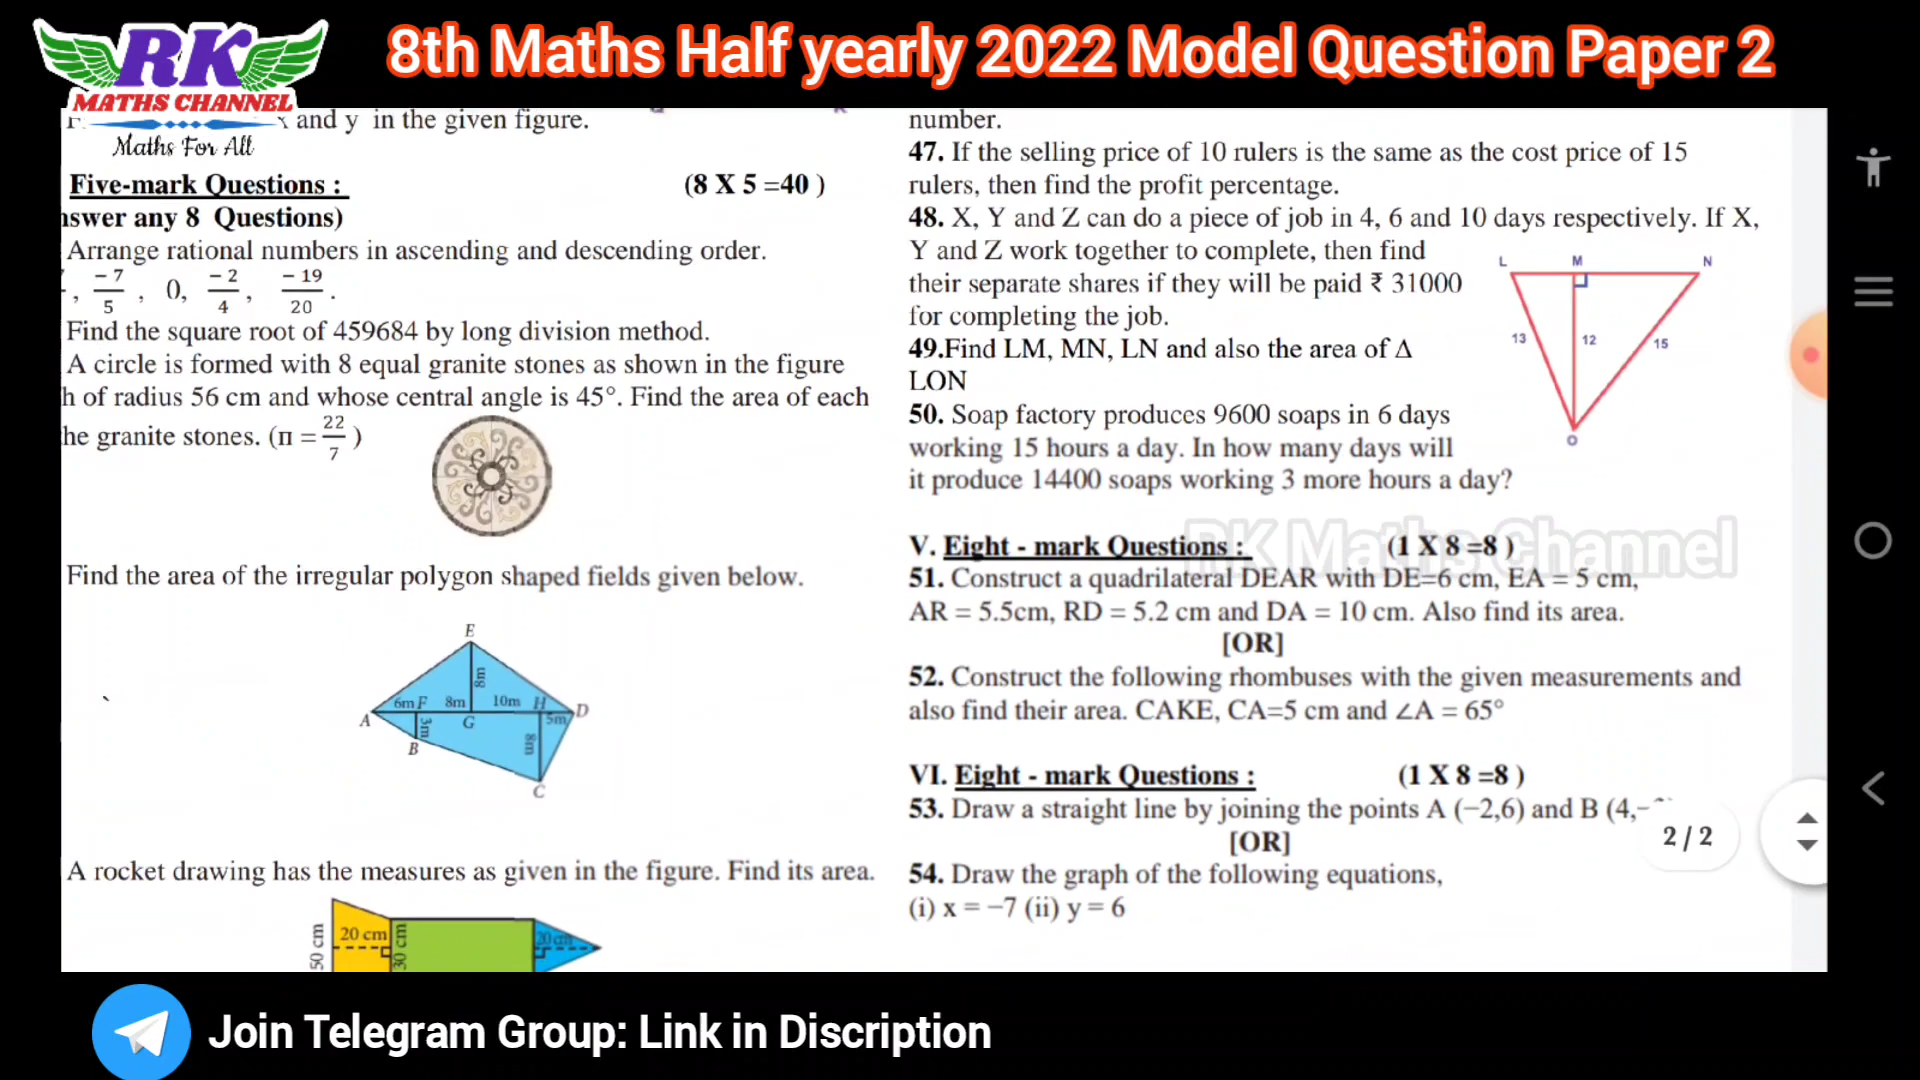 RK
MATHS CHANNEL
Maths For All
8th Maths Half yearly 2022 Model Question Paper 2
and y in the given figure.
Five-mark Questions : (8 X 5 =40 )
nswer any 8 Questions)
Arrange rational numbers in ascending and descending order.
, −7/5 , 0, −2/4 , −19/20 .
Find the square root of 459684 by long division method.
A circle is formed with 8 equal granite stones as shown in the figure
h of radius 56 cm and whose central angle is 45°. Find the area of each
he granite stones. (π = 22/7 )
Find the area of the irregular polygon shaped fields given below.
E
8m
6m F 8m 10m H
A G 5m D
3m
B 8m
C
A rocket drawing has the measures as given in the figure. Find its area.
50 cm 20 cm 30 cm 20cm
number.
47. If the selling price of 10 rulers is the same as the cost price of 15
rulers, then find the profit percentage.
48. X, Y and Z can do a piece of job in 4, 6 and 10 days respectively. If X,
Y and Z work together to complete, then find
their separate shares if they will be paid ₹ 31000
for completing the job.
49.Find LM, MN, LN and also the area of Δ
LON
L M N
13 12 15
O
50. Soap factory produces 9600 soaps in 6 days
working 15 hours a day. In how many days will
it produce 14400 soaps working 3 more hours a day?
RK Maths Channel
V. Eight - mark Questions : (1 X 8 =8 )
51. Construct a quadrilateral DEAR with DE=6 cm, EA = 5 cm,
AR = 5.5cm, RD = 5.2 cm and DA = 10 cm. Also find its area.
[OR]
52. Construct the following rhombuses with the given measurements and
also find their area. CAKE, CA=5 cm and ∠A = 65°
VI. Eight - mark Questions : (1 X 8 =8 )
53. Draw a straight line by joining the points A (−2,6) and B (4,−
[OR]
54. Draw the graph of the following equations,
(i) x = −7 (ii) y = 6
2 / 2
Join Telegram Group: Link in Discription